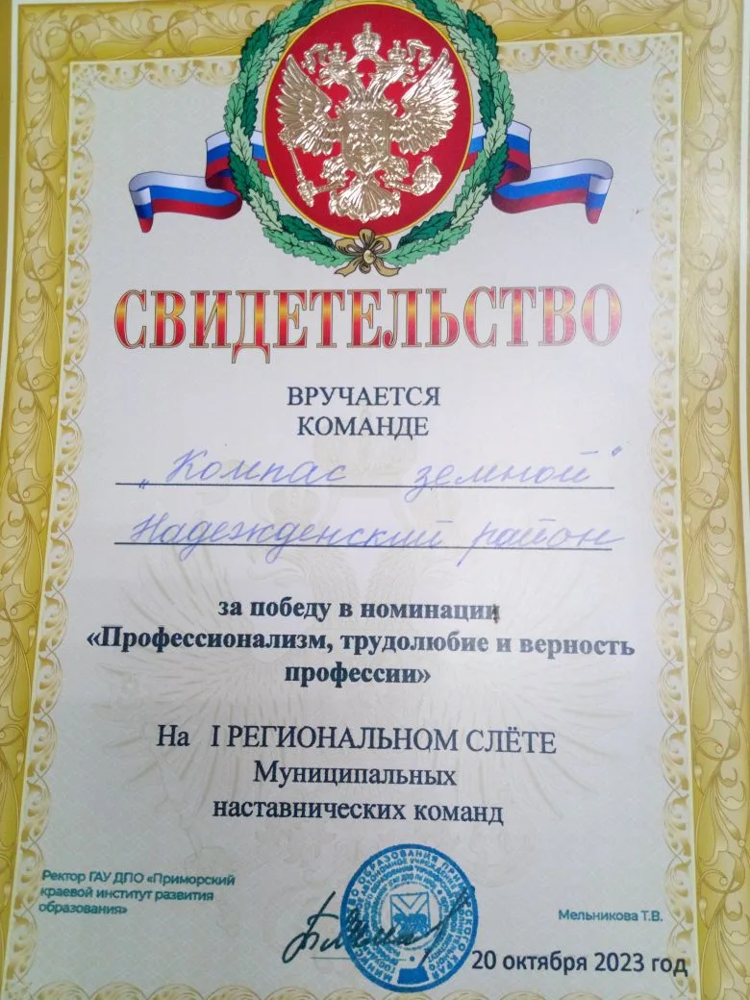 СВИДЕТЕЛЬСТВО
ВРУЧАЕТСЯ
КОМАНДЕ
„Компас земной"
Надежденский район
за победу в номинации
«Профессионализм, трудолюбие и верность
профессии»
На I РЕГИОНАЛЬНОМ СЛЁТЕ
Муниципальных
наставнических команд
Ректор ГАУ ДПО «Приморский
краевой институт развития
образования»
Мельникова Т.В.
20 октября 2023 год